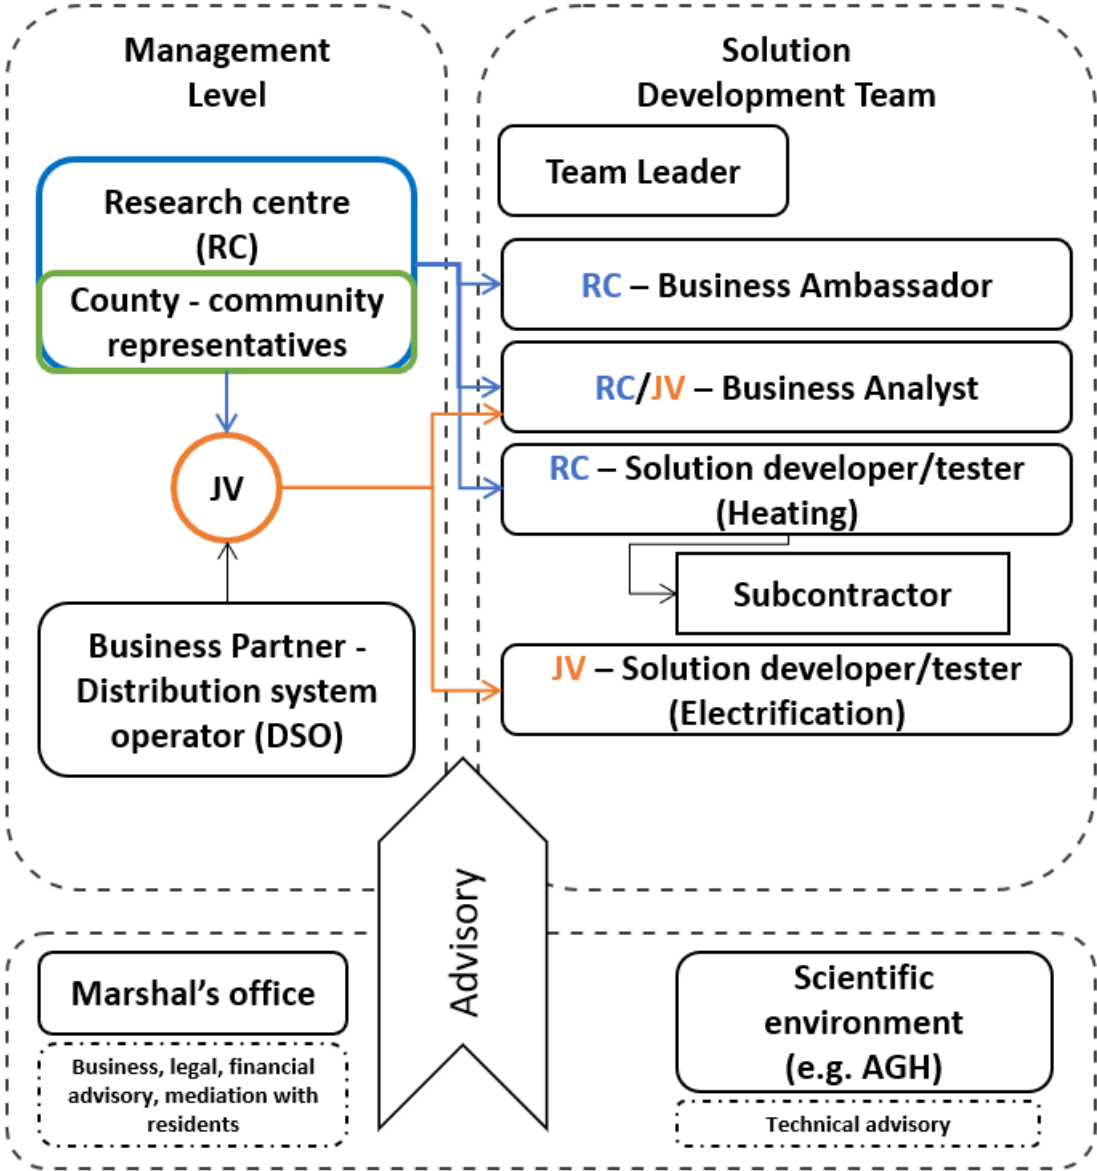 Management
Level
Research centre
(RC)
County - community
representatives
JV
Business Partner -
Distribution system
operator (DSO)
Solution
Development Team
Team Leader
RC – Business Ambassador
RC/JV – Business Analyst
RC – Solution developer/tester
(Heating)
Subcontractor
JV – Solution developer/tester
(Electrification)
Advisory
Marshal’s office
Business, legal, financial
advisory, mediation with
residents
Scientific
environment
(e.g. AGH)
Technical advisory